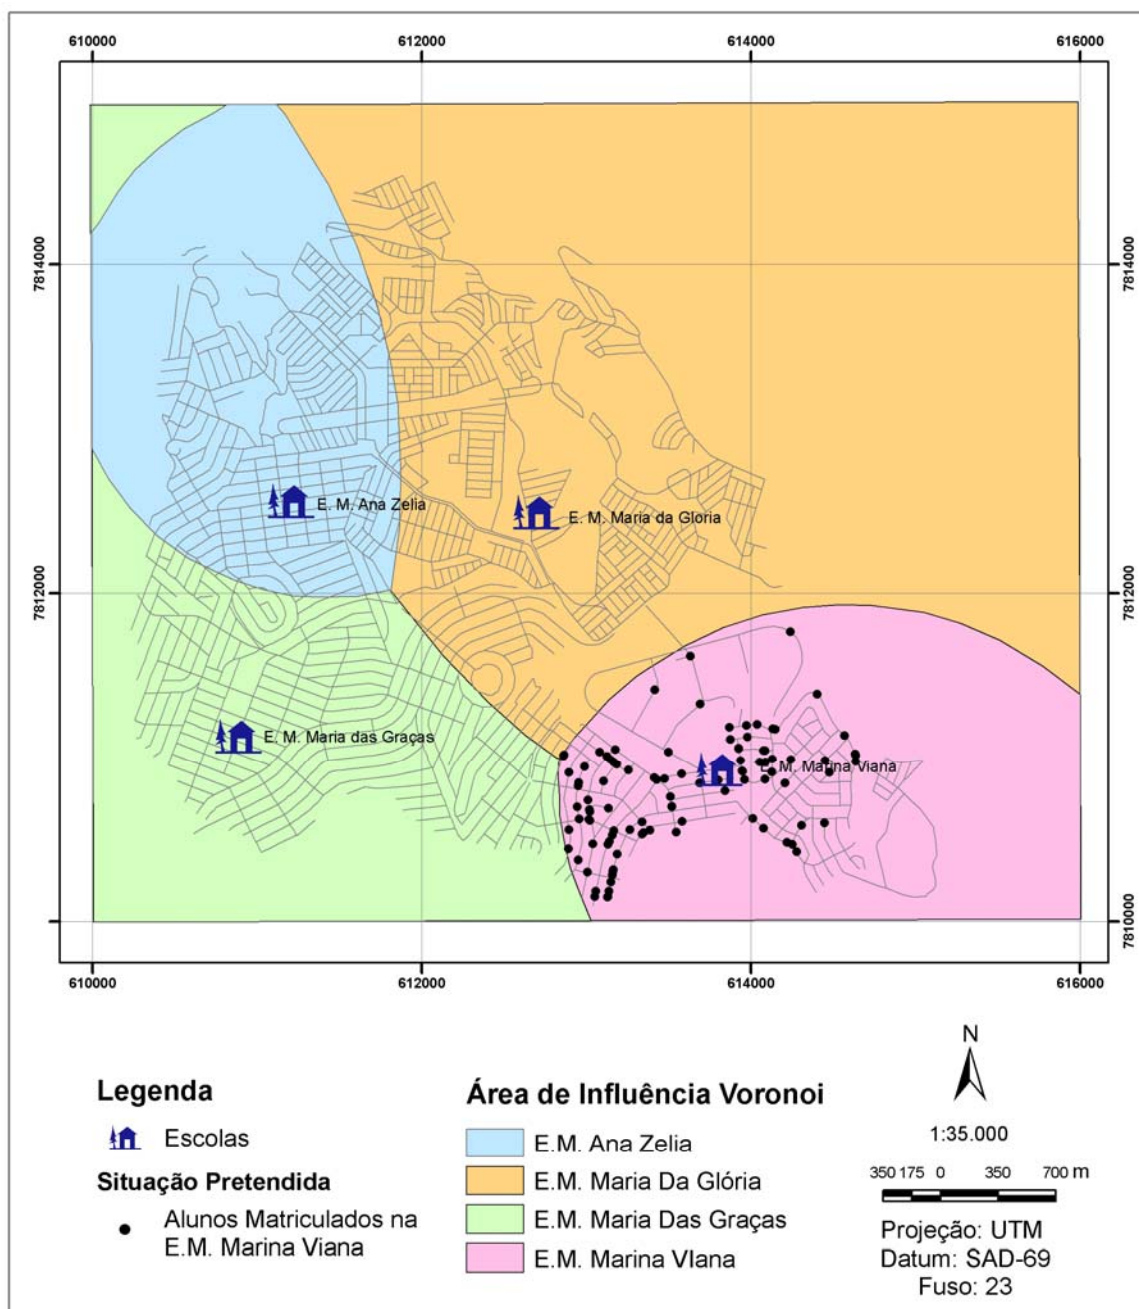 610000 612000 614000 616000
7814000 7814000
E. M. Ana Zelia
E. M. Maria da Gloria
7812000 7812000
E. M. Maria das Graças
E. M. Marina Viana
7810000
610000 612000 614000 616000
N
Legenda
Escolas
Situação Pretendida
Alunos Matriculados na
E.M. Marina Viana
Área de Influência Voronoi
E.M. Ana Zelia
E.M. Maria Da Glória
E.M. Maria Das Graças
E.M. Marina VIana
1:35.000
350 175 0 350 700 m
Projeção: UTM
Datum: SAD-69
Fuso: 23